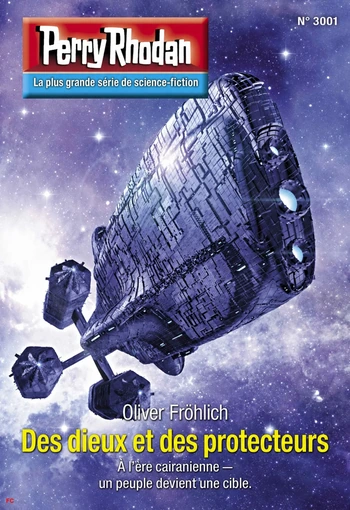 N° 3001
Perry Rhodan
La plus grande série de science-fiction
Oliver Fröhlich
Des dieux et des protecteurs
À l'ère cairanienne —
un peuple devient une cible.
FC